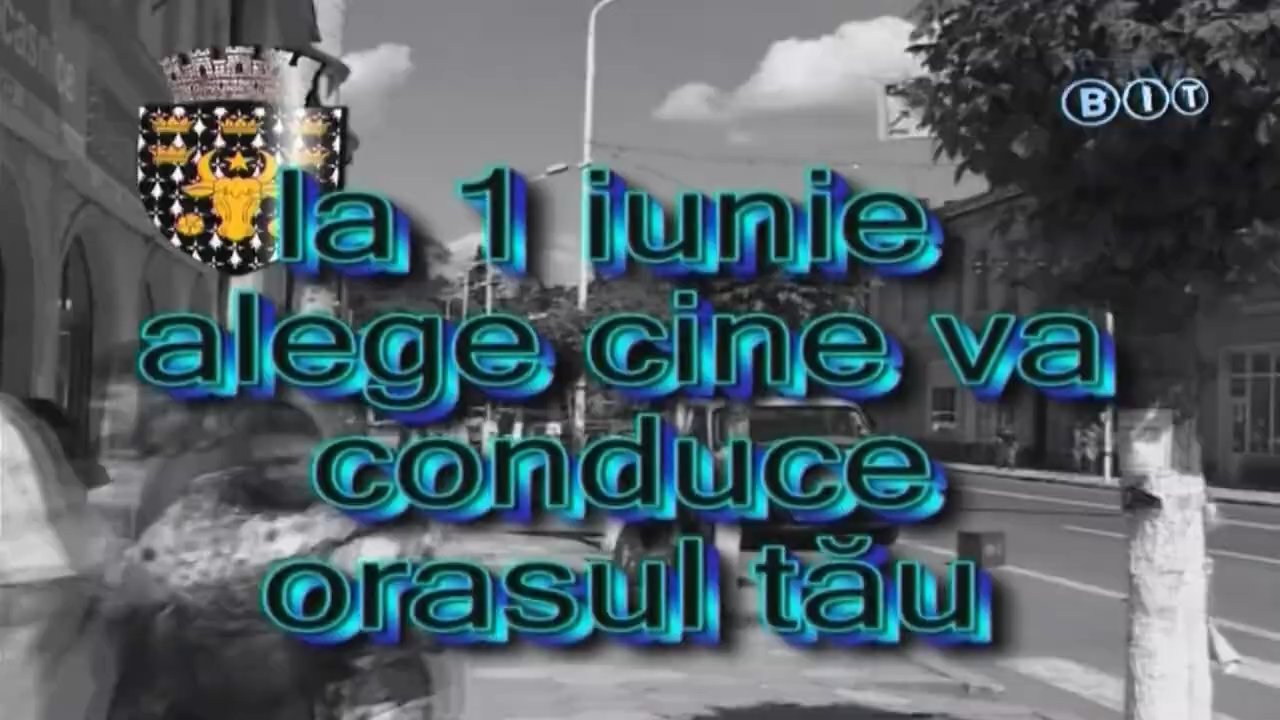 BIT
la 1 iunie
alege cine va
conduce
orasul tău